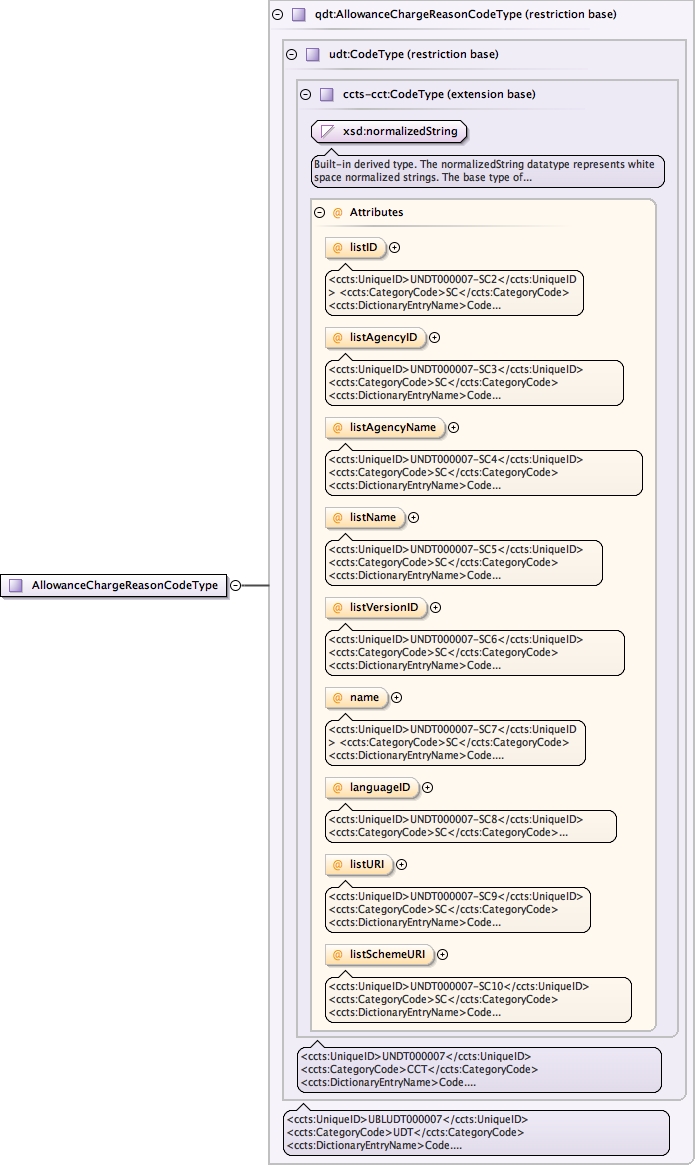 qdt:AllowanceChargeReasonCodeType (restriction base)
udt:CodeType (restriction base)
ccts-cct:CodeType (extension base)
xsd:normalizedString
Built-in derived type. The normalizedString datatype represents white
space normalized strings. The base type of...
@ Attributes
@ listID
<ccts:UniqueID>UNDT000007-SC2</ccts:UniqueID
> <ccts:CategoryCode>SC</ccts:CategoryCode>
<ccts:DictionaryEntryName>Code...
@ listAgencyID
<ccts:UniqueID>UNDT000007-SC3</ccts:UniqueID>
<ccts:CategoryCode>SC</ccts:CategoryCode>
<ccts:DictionaryEntryName>Code...
@ listAgencyName
<ccts:UniqueID>UNDT000007-SC4</ccts:UniqueID>
<ccts:CategoryCode>SC</ccts:CategoryCode>
<ccts:DictionaryEntryName>Code...
@ listName
<ccts:UniqueID>UNDT000007-SC5</ccts:UniqueID>
<ccts:CategoryCode>SC</ccts:CategoryCode>
<ccts:DictionaryEntryName>Code...
AllowanceChargeReasonCodeType
@ listVersionID
<ccts:UniqueID>UNDT000007-SC6</ccts:UniqueID>
<ccts:CategoryCode>SC</ccts:CategoryCode>
<ccts:DictionaryEntryName>Code...
@ name
<ccts:UniqueID>UNDT000007-SC7</ccts:UniqueID
> <ccts:CategoryCode>SC</ccts:CategoryCode>
<ccts:DictionaryEntryName>Code....
@ languageID
<ccts:UniqueID>UNDT000007-SC8</ccts:UniqueID>
<ccts:CategoryCode>SC</ccts:CategoryCode>...
@ listURI
<ccts:UniqueID>UNDT000007-SC9</ccts:UniqueID>
<ccts:CategoryCode>SC</ccts:CategoryCode>
<ccts:DictionaryEntryName>Code...
@ listSchemeURI
<ccts:UniqueID>UNDT000007-SC10</ccts:UniqueID>
<ccts:CategoryCode>SC</ccts:CategoryCode>
<ccts:DictionaryEntryName>Code...
<ccts:UniqueID>UNDT000007</ccts:UniqueID>
<ccts:CategoryCode>CCT</ccts:CategoryCode>
<ccts:DictionaryEntryName>Code....
<ccts:UniqueID>UBLUDT000007</ccts:UniqueID>
<ccts:CategoryCode>UDT</ccts:CategoryCode>
<ccts:DictionaryEntryName>Code....